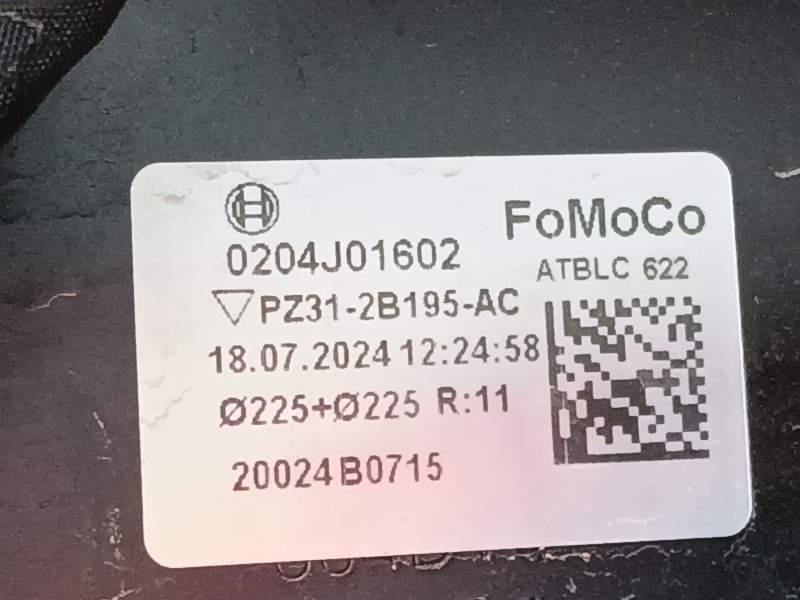 FoMoCo
0204J01602
ATBLC 622
PZ31-2B195-AC
18.07.2024 12:24:58
Ø225+Ø225 R:11
20024B0715